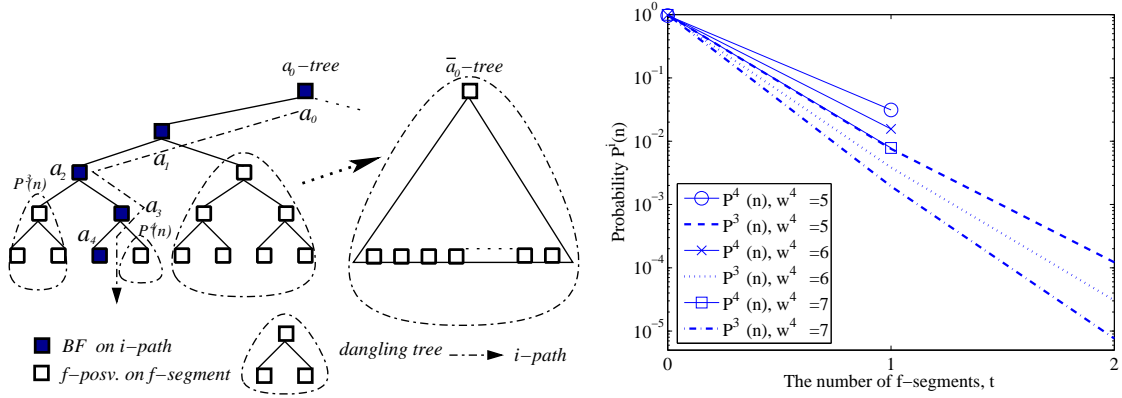 a₀−tree
a̅₀−tree
a₀
a₁
a₂
P³(n)
a₃
P⁴(n)
a₄
BF on i−path
f−posv. on f−segment
dangling tree
i−path
Probability Pⁱ(n)
10⁰
10⁻¹
10⁻²
10⁻³
10⁻⁴
10⁻⁵
P⁴ (n), w⁴ =5
P³ (n), w⁴ =5
P⁴ (n), w⁴ =6
P³ (n), w⁴ =6
P⁴ (n), w⁴ =7
P³ (n), w⁴ =7
0 1 2
The number of f−segments, t